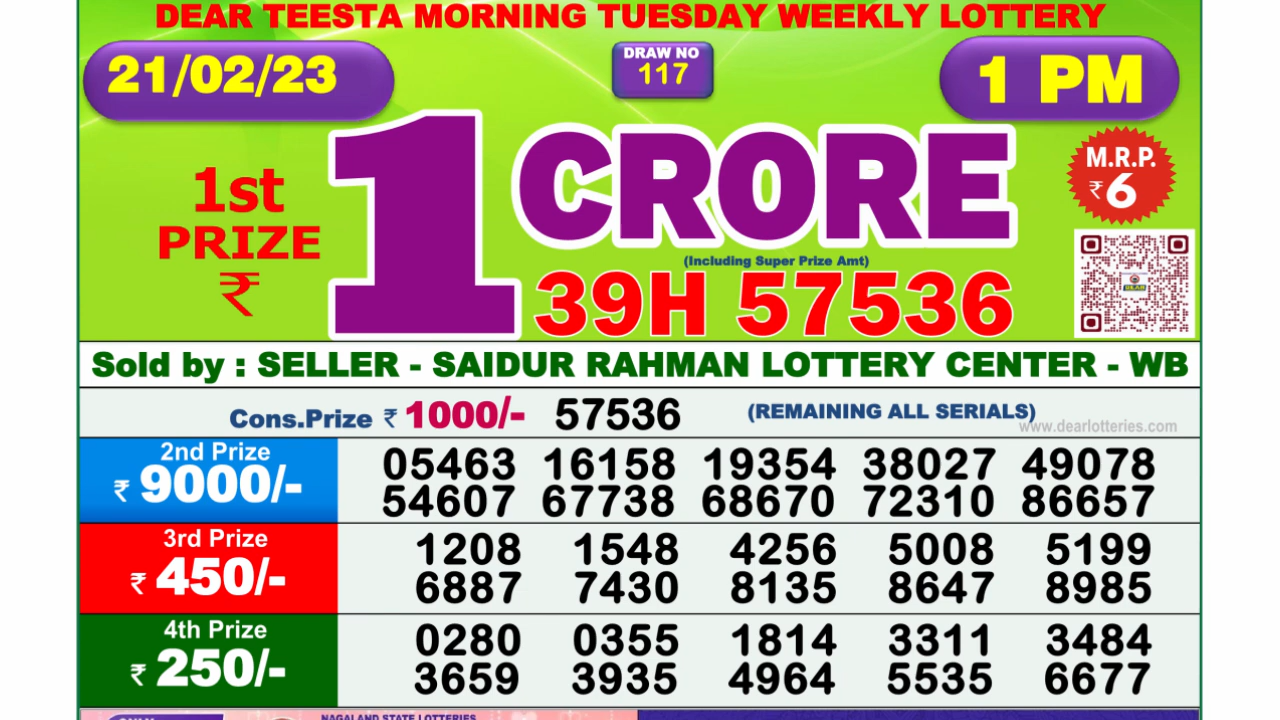 DEAR TEESTA MORNING TUESDAY WEEKLY LOTTERY
21/02/23
DRAW NO
117
1 PM
1st
PRIZE
₹
1 CRORE
(Including Super Prize Amt)
39H 57536
M.R.P.
₹6
Sold by : SELLER - SAIDUR RAHMAN LOTTERY CENTER - WB
Cons.Prize ₹ 1000/- 57536 (REMAINING ALL SERIALS)
www.dearlotteries.com
2nd Prize
₹ 9000/-
05463 16158 19354 38027 49078
54607 67738 68670 72310 86657
3rd Prize
₹ 450/-
1208 1548 4256 5008 5199
6887 7430 8135 8647 8985
4th Prize
₹ 250/-
0280 0355 1814 3311 3484
3659 3935 4964 5535 6677
NAGALAND STATE LOTTERIES